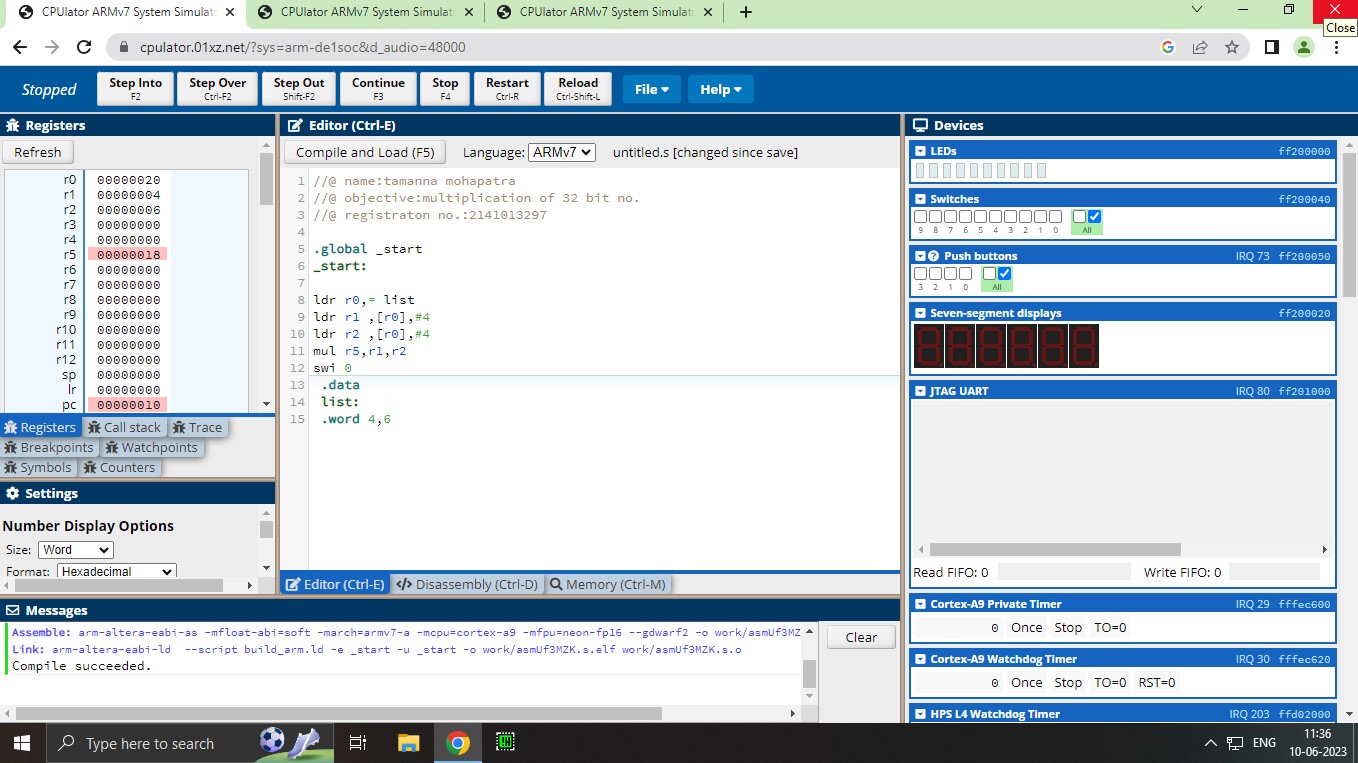 CPUlator ARMv7 System Simulato
CPUlator ARMv7 System Simulato
CPUlator ARMv7 System Simulato
Close
cpulator.01xz.net/?sys=arm-de1soc&d_audio=48000
Stopped
Step Into
F2
Step Over
Ctrl-F2
Step Out
Shift-F2
Continue
F3
Stop
F4
Restart
Ctrl-R
Reload
Ctrl-Shift-L
File
Help
Registers
Refresh
r0 00000020
r1 00000004
r2 00000006
r3 00000000
r4 00000000
r5 00000018
r6 00000000
r7 00000000
r8 00000000
r9 00000000
r10 00000000
r11 00000000
r12 00000000
sp 00000000
lr 00000000
pc 00000010
Registers Call stack Trace
Breakpoints Watchpoints
Symbols Counters
Settings
Number Display Options
Size: Word
Format: Hexadecimal
Editor (Ctrl-E)
Compile and Load (F5) Language: ARMv7 untitled.s [changed since save]
1 //@ name:tamanna mohapatra
2 //@ objective:multiplication of 32 bit no.
3 //@ registraton no.:2141013297
4
5 .global _start
6 _start:
7
8 ldr r0,= list
9 ldr r1 ,[r0],#4
10 ldr r2 ,[r0],#4
11 mul r5,r1,r2
12 swi 0
13 .data
14 list:
15 .word 4,6
Editor (Ctrl-E) Disassembly (Ctrl-D) Memory (Ctrl-M)
Messages
Assemble: arm-altera-eabi-as -mfloat-abi=soft -march=armv7-a -mcpu=cortex-a9 -mfpu=neon-fp16 --gdwarf2 -o work/asmUf3MZ
Link: arm-altera-eabi-ld --script build_arm.ld -e _start -u _start -o work/asmUf3MZK.s.elf work/asmUf3MZK.s.o
Compile succeeded.
Clear
Devices
LEDs ff200000
Switches ff200040
9 8 7 6 5 4 3 2 1 0 All
Push buttons IRQ 73 ff200050
3 2 1 0 All
Seven-segment displays ff200020
JTAG UART IRQ 80 ff201000
Read FIFO: 0 Write FIFO: 0
Cortex-A9 Private Timer IRQ 29 fffec600
0 Once Stop TO=0
Cortex-A9 Watchdog Timer IRQ 30 fffec620
0 Once Stop TO=0 RST=0
HPS L4 Watchdog Timer IRQ 203 ffd02000
Type here to search
ENG
11:36
10-06-2023